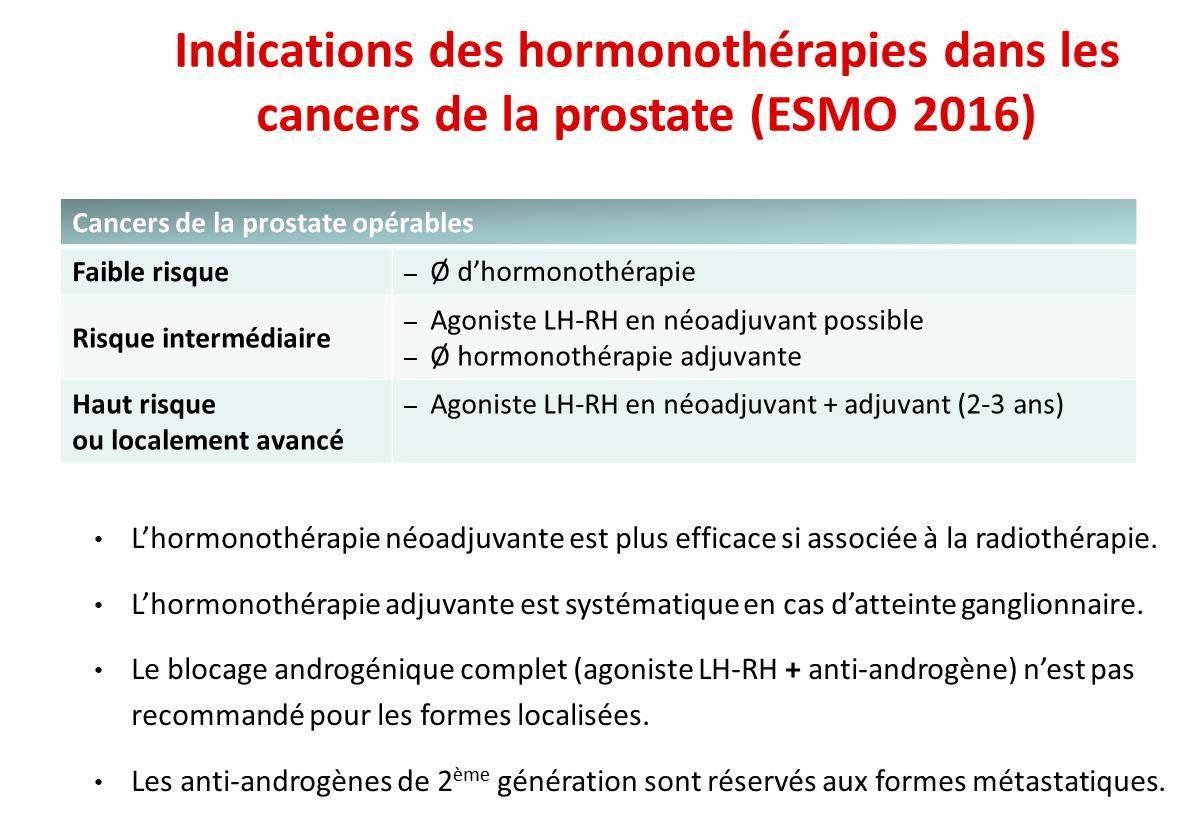 Indications des hormonothérapies dans les
cancers de la prostate (ESMO 2016)
Cancers de la prostate opérables
Faible risque
– Ø d’hormonothérapie
Risque intermédiaire
– Agoniste LH-RH en néoadjuvant possible
– Ø hormonothérapie adjuvante
Haut risque
ou localement avancé
– Agoniste LH-RH en néoadjuvant + adjuvant (2-3 ans)
• L’hormonothérapie néoadjuvante est plus efficace si associée à la radiothérapie.
• L’hormonothérapie adjuvante est systématique en cas d’atteinte ganglionnaire.
• Le blocage androgénique complet (agoniste LH-RH + anti-androgène) n’est pas
recommandé pour les formes localisées.
• Les anti-androgènes de 2ème génération sont réservés aux formes métastatiques.